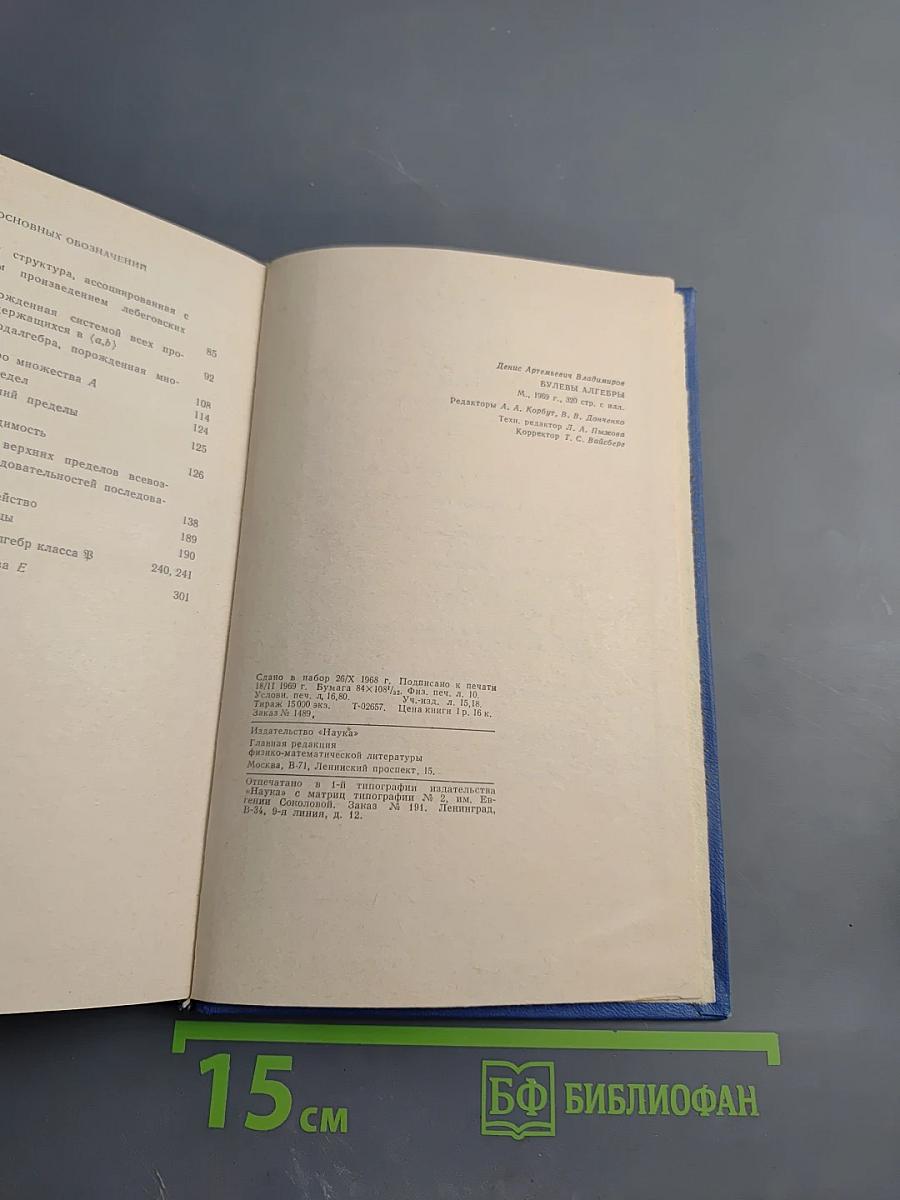 ОСНОВНЫХ ОБОЗНАЧЕНИЙ
структура, ассоциированная с
произведением лебеговских
85
рожденная системой всех про-
держащихся в ⟨a,b⟩
92
подалгебра, порожденная мно-
множества A
108
едел
114
ний пределы
124
димость
125
верхних пределов всевоз-
126
довательностей последова-
ейство
138
цы
189
лгебр класса 𝔓
190
ва E
240, 241
301
Денис Артемьевич Владимиров
БУЛЕВЫ АЛГЕБРЫ
М., 1969 г., 320 стр. с илл.
Редакторы А. А. Корбут, В. В. Донченко
Техн. редактор Л. А. Пыжова
Корректор Т. С. Вайсберг
Сдано в набор 26/X 1968 г. Подписано к печати
18/II 1969 г. Бумага 84×108¹/₃₂. Физ. печ. л. 10.
Условн. печ. л. 16,80. Уч.-изд. л. 15,18.
Тираж 15000 экз. Т-02657. Цена книги 1 р. 16 к.
Заказ № 1489.
Издательство «Наука»
Главная редакция
физико-математической литературы
Москва, В-71, Ленинский проспект, 15.
Отпечатано в 1-й типографии издательства
«Наука» с матриц типографии № 2, им. Ев-
гении Соколовой. Заказ № 191. Ленинград,
В-34, 9-я линия, д. 12.
15 см
БФ БИБЛИОФАН